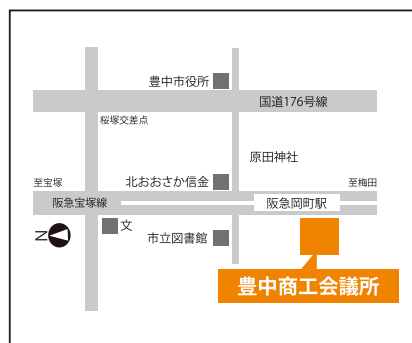 豊中市役所
国道176号線
桜塚交差点
原田神社
至宝塚
北おおさか信金
至梅田
阪急宝塚線
阪急岡町駅
文
市立図書館
N
豊中商工会議所